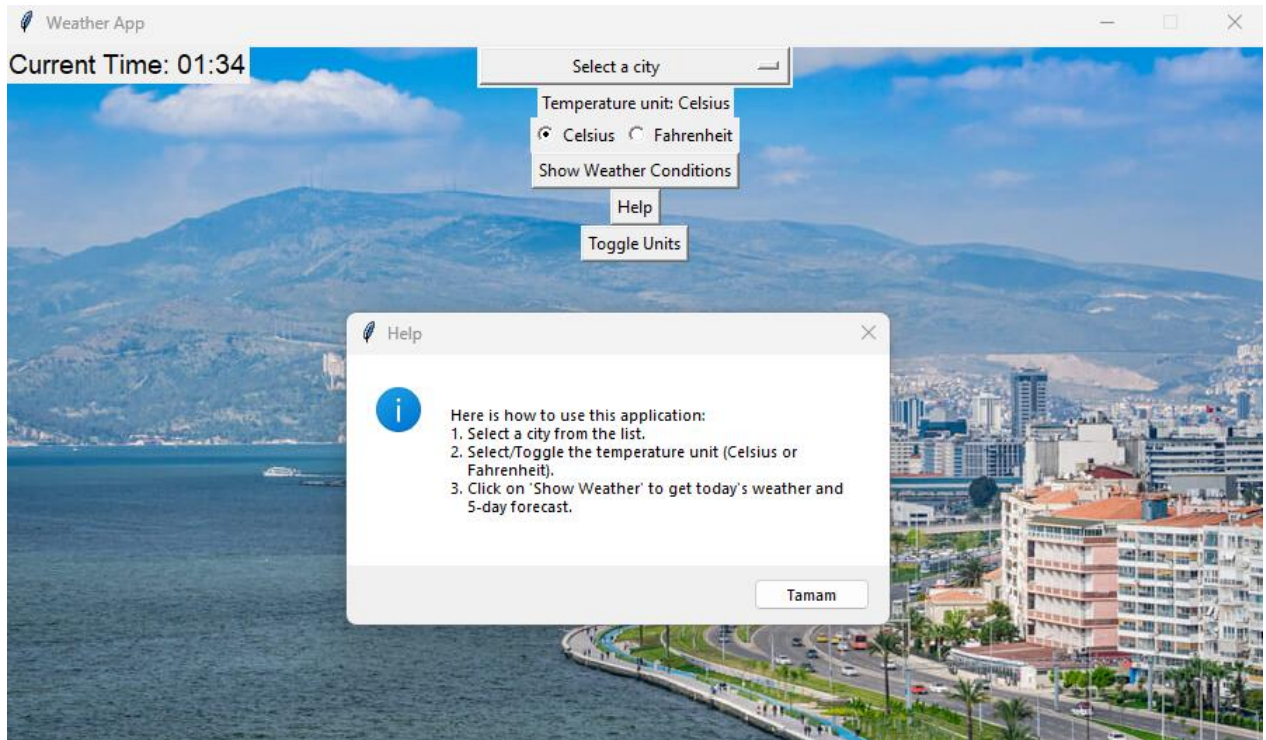 Weather App
Current Time: 01:34
Select a city
Temperature unit: Celsius
Celsius Fahrenheit
Show Weather Conditions
Help
Toggle Units
Help
Here is how to use this application:
1. Select a city from the list.
2. Select/Toggle the temperature unit (Celsius or
Fahrenheit).
3. Click on 'Show Weather' to get today's weather and
5-day forecast.
Tamam